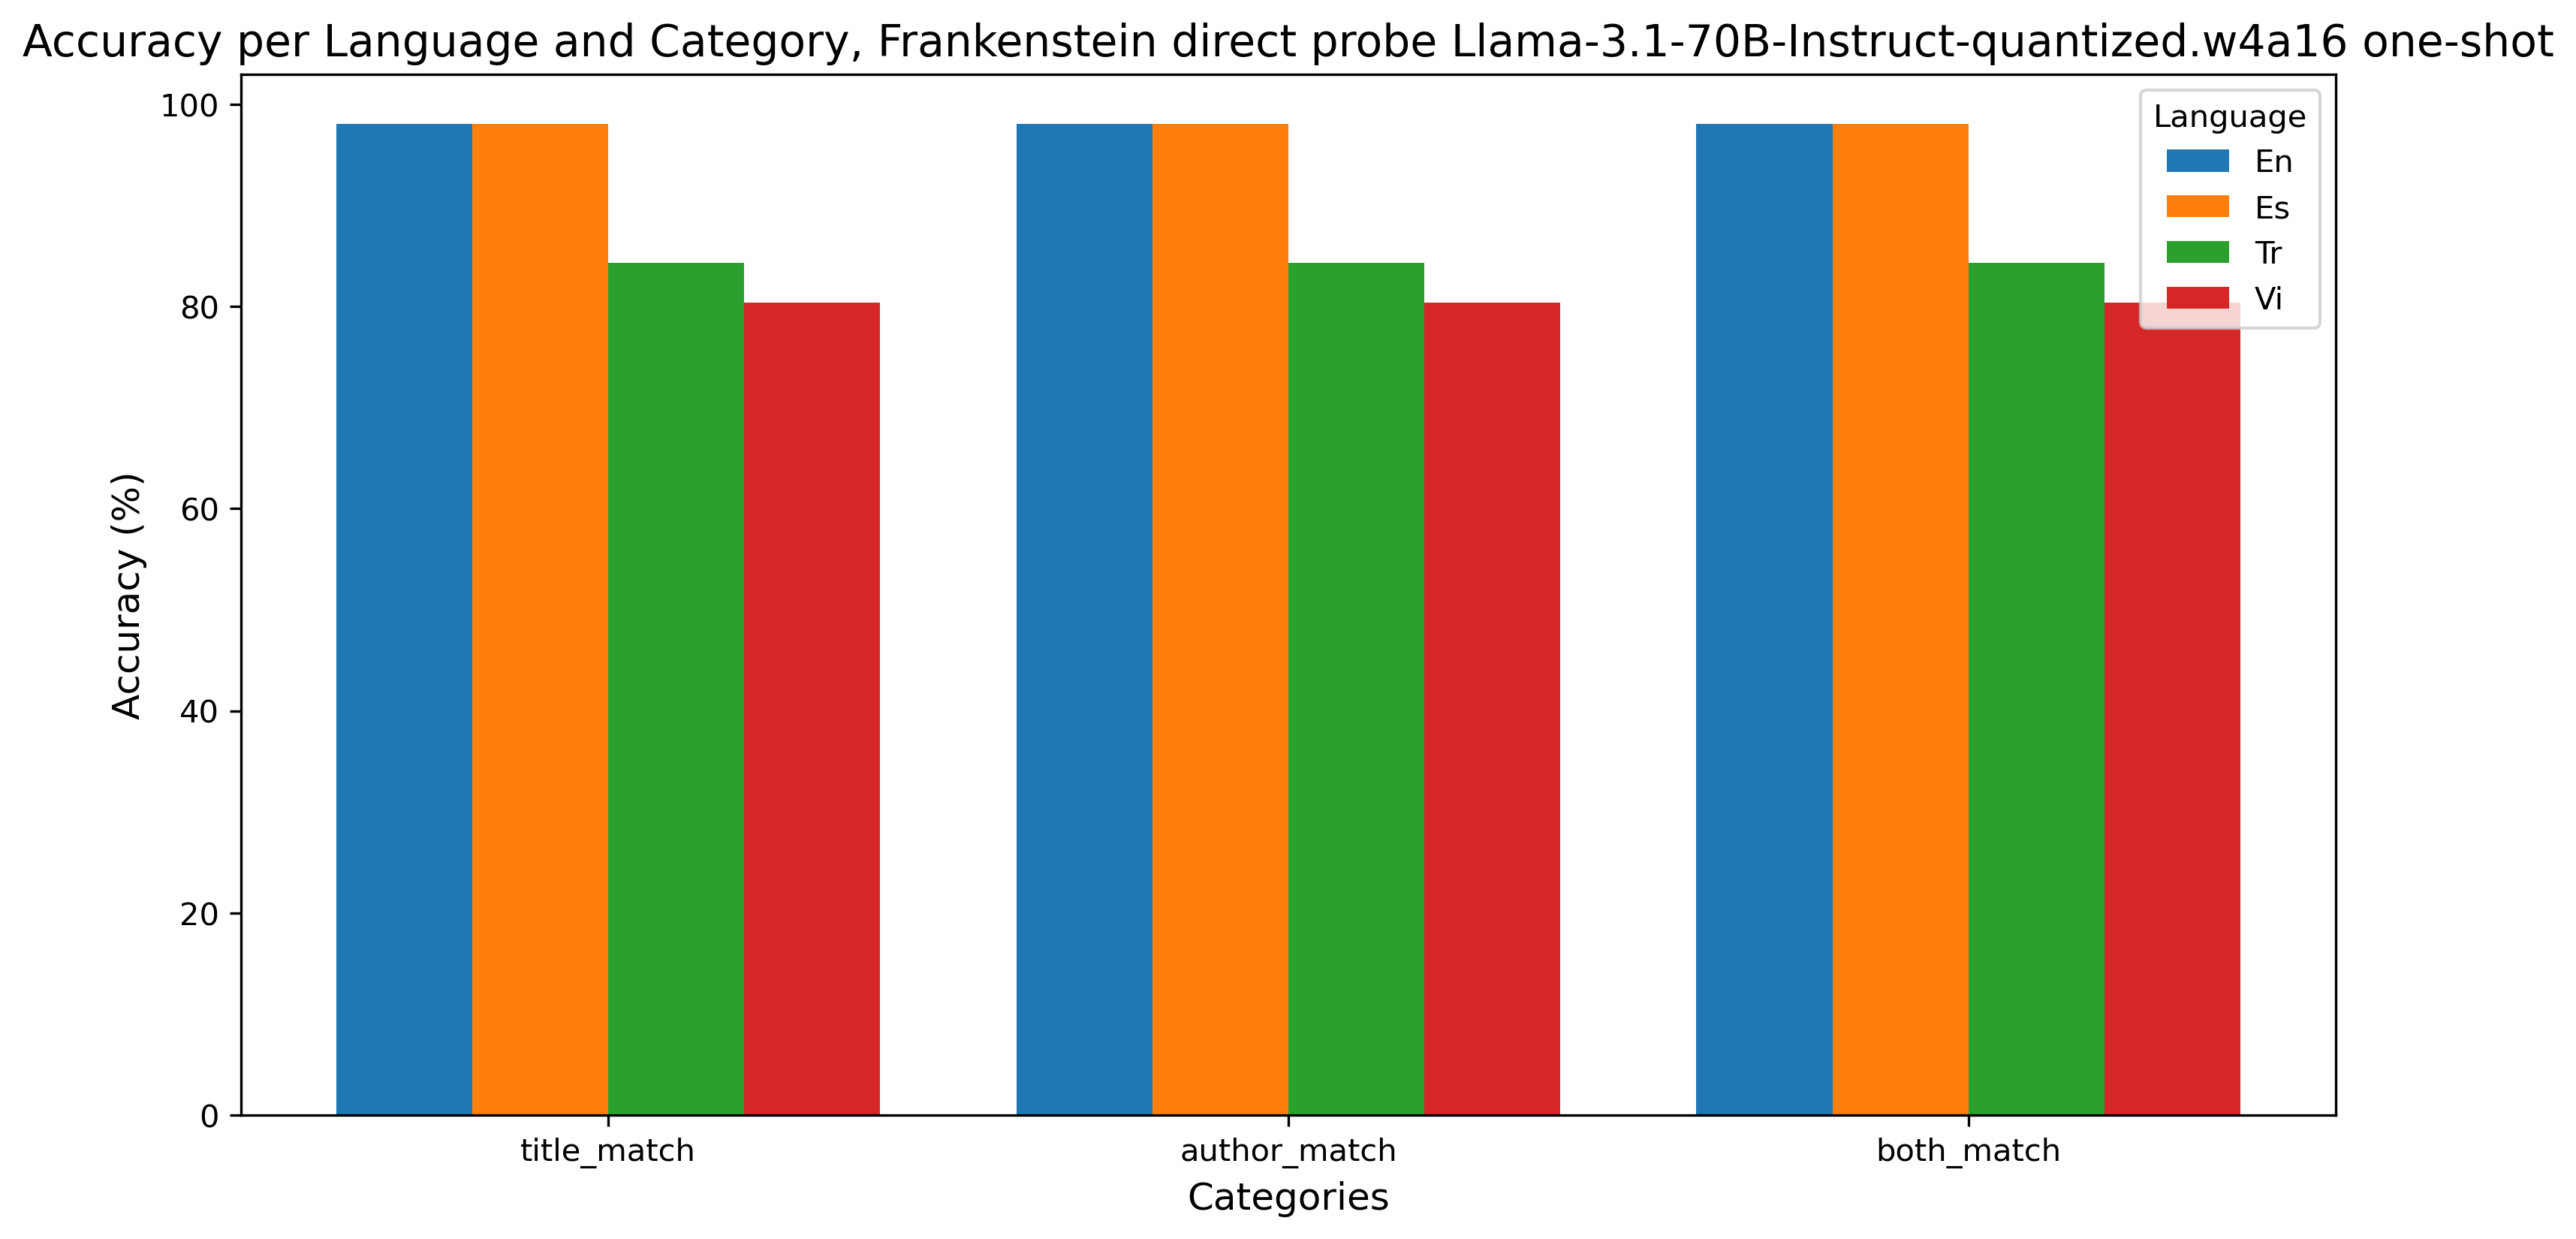 Accuracy per Language and Category, Frankenstein direct probe Llama-3.1-70B-Instruct-quantized.w4a16 one-shot
Accuracy (%)
100
80
60
40
20
0
Language
En
Es
Tr
Vi
title_match
author_match
both_match
Categories